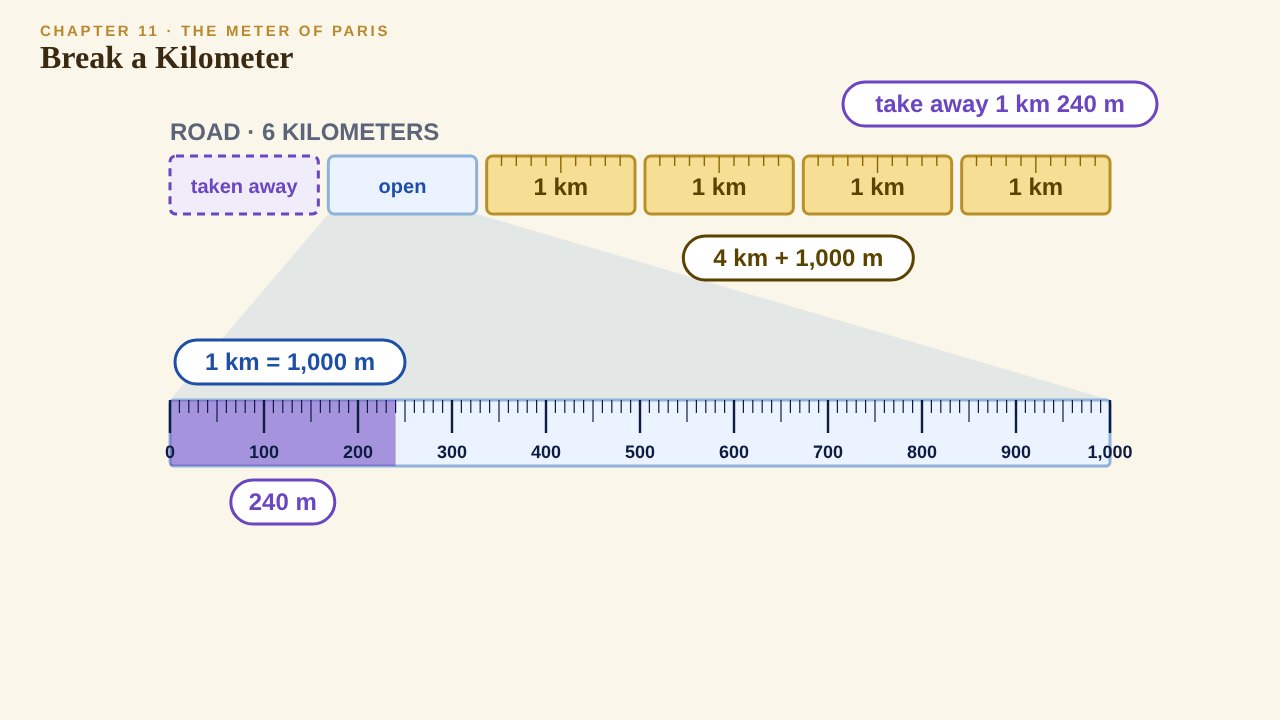 CHAPTER 11 · THE METER OF PARIS
Break a Kilometer
take away 1 km 240 m
ROAD · 6 KILOMETERS
taken away open 1 km 1 km 1 km 1 km
4 km + 1,000 m
1 km = 1,000 m
0 100 200 300 400 500 600 700 800 900 1,000
240 m